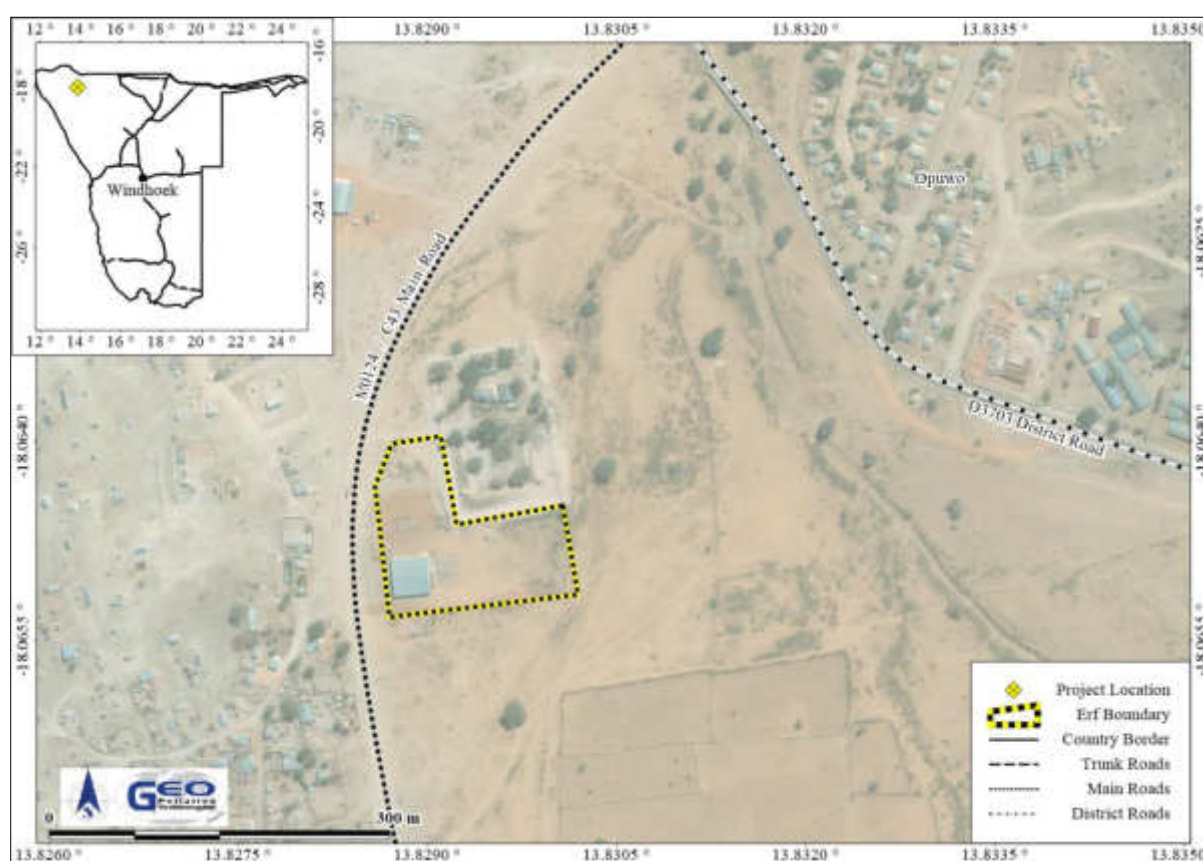 12 ° 14 ° 16 ° 18 ° 20 ° 22 ° 24 °
13.8290 ° 13.8305 ° 13.8320 ° 13.8335 ° 13.8350
-16 °
-18 °
-20 °
-22 °
-24 °
-26 °
-28 °
Windhoek
12 ° 14 ° 16 ° 18 ° 20 ° 22 ° 24 °
Opuwo
-18.0625 °
M0124 - C43 Main Road
D3703 District Road
-18.0640 °
-18.0640 °
-18.0655 °
-18.0655 °
Project Location
Erf Boundary
Country Border
Trunk Roads
Main Roads
District Roads
GEO
Pollution
0 300 m
13.8260 ° 13.8275 ° 13.8290 ° 13.8305 ° 13.8320 ° 13.8335 ° 13.8350